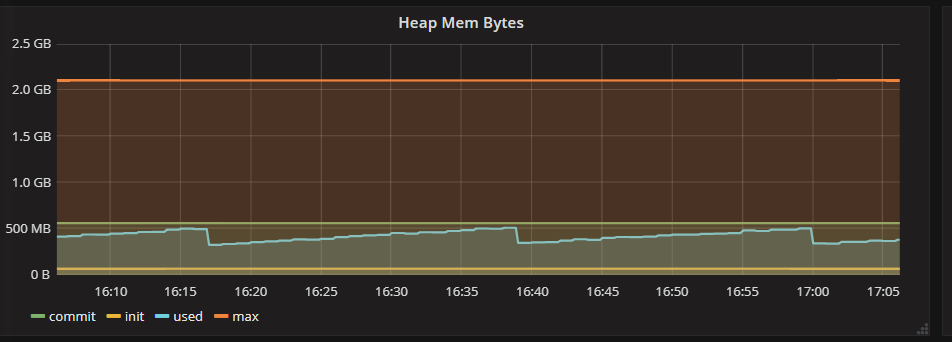 Heap Mem Bytes
2.5 GB
2.0 GB
1.5 GB
1.0 GB
500 MB
0 B
16:10 16:15 16:20 16:25 16:30 16:35 16:40 16:45 16:50 16:55 17:00 17:05
commit init used max